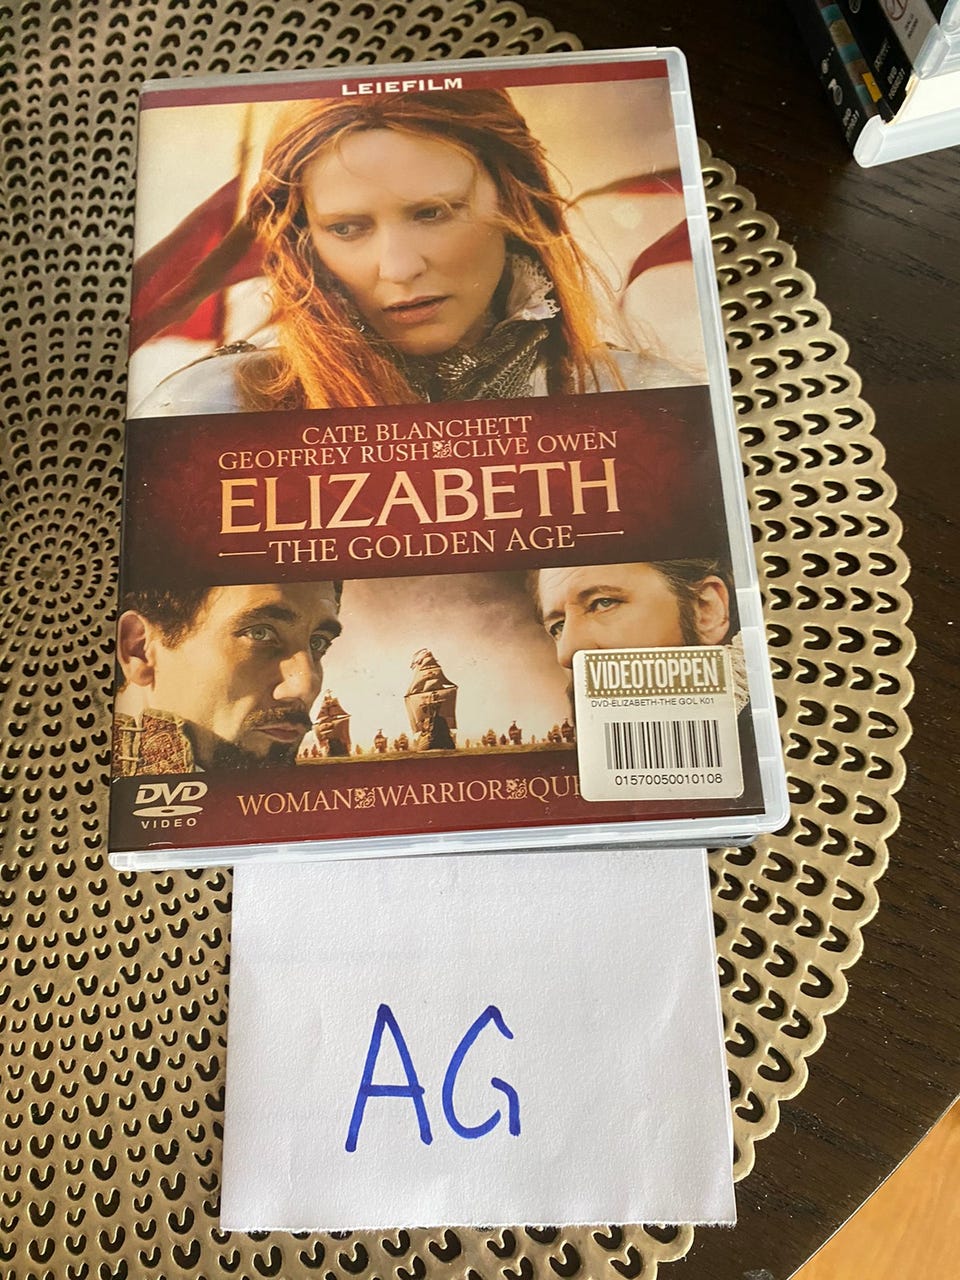 LEIEFILM
CATE BLANCHETT
GEOFFREY RUSH CLIVE OWEN
ELIZABETH
THE GOLDEN AGE
VIDEOTOPPEN
DVD-ELIZABETH-THE GOL K01
01570050010108
DVD
VIDEO
WOMAN WARRIOR QUE
AG